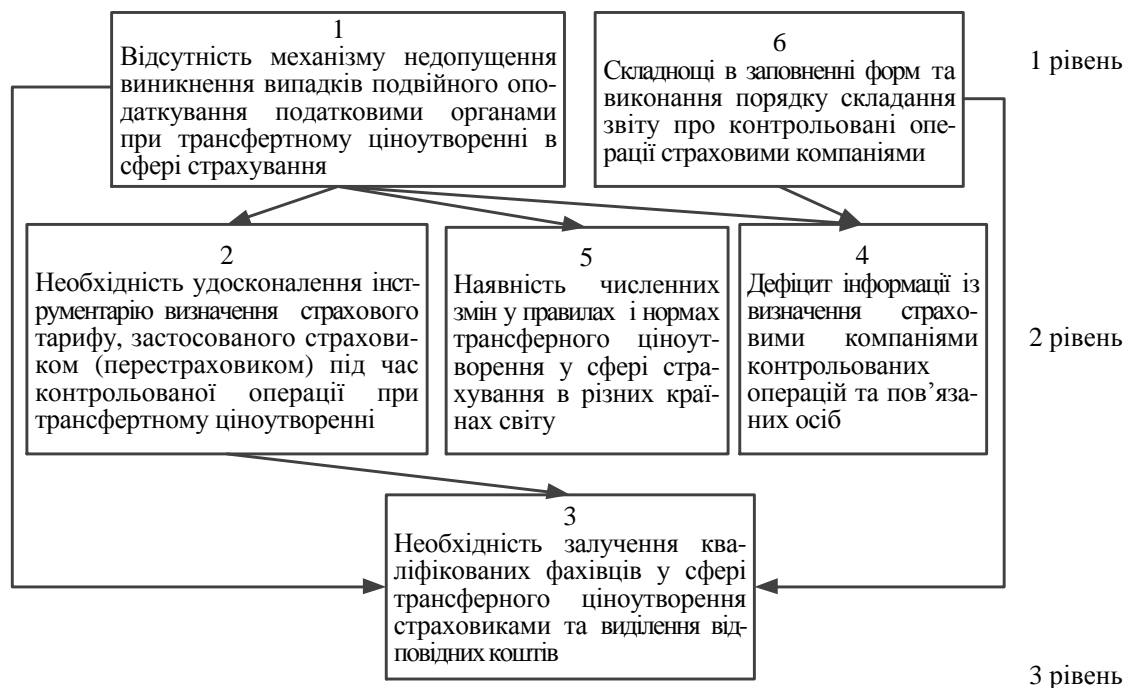 1
Відсутність механізму недопущення
виникнення випадків подвійного опо-
даткування податковими органами
при трансфертному ціноутворенні в
сфері страхування
6
Складнощі в заповненні форм та
виконання порядку складання
звіту про контрольовані опе-
рації страховими компаніями
1 рівень
2
Необхідність удосконалення інст-
рументарію визначення страхового
тарифу, застосованого страхови-
ком (перестраховиком) під час
контрольованої операції при
трансфертному ціноутворенні
5
Наявність численних
змін у правилах і нормах
трансферного ціноут-
ворення у сфері стра-
хування в різних краї-
нах світу
4
Дефіцит інформації із
визначення страхо-
вими компаніями
контрольованих
операцій та пов’яза-
них осіб
2 рівень
3
Необхідність залучення ква-
ліфікованих фахівців у сфері
трансферного ціноутворення
страховиками та виділення від-
повідних коштів
3 рівень